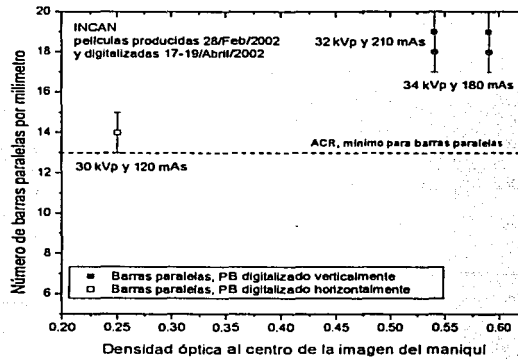 INCAN
películas producidas 28/Feb/2002
y digitalizadas 17-19/Abril/2002
32 kVp y 210 mAs
34 kVp y 180 mAs
ACR, mínimo para barras paralelas
30 kVp y 120 mAs
Barras paralelas, PB digitalizado verticalmente
Barras paralelas, PB digitalizado horizontalmente
Número de barras paralelas por milímetro
20
18
16
14
12
10
8
6
0.20 0.25 0.30 0.35 0.40 0.45 0.50 0.55 0.60
Densidad óptica al centro de la imagen del maniquí